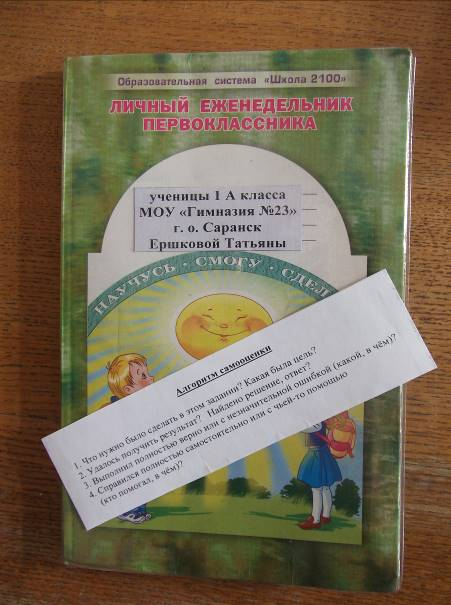 Образовательная система «Школа 2100»
ЛИЧНЫЙ ЕЖЕНЕДЕЛЬНИК
ПЕРВОКЛАССНИКА
ученицы 1 А класса
МОУ «Гимназия №23»
г. о. Саранск
Ершковой Татьяны
НАУЧУСЬ · СМОГУ · СДЕЛ
Алгоритм самооценки
1. Что нужно было сделать в этом задании? Какая была цель?
2. Удалось получить результат? Найдено решение, ответ?
3. Выполнил полностью верно или с незначительной ошибкой (какой, в чём)?
4. Справился полностью самостоятельно или с чьей-то помощью
(кто помогал, в чём)?